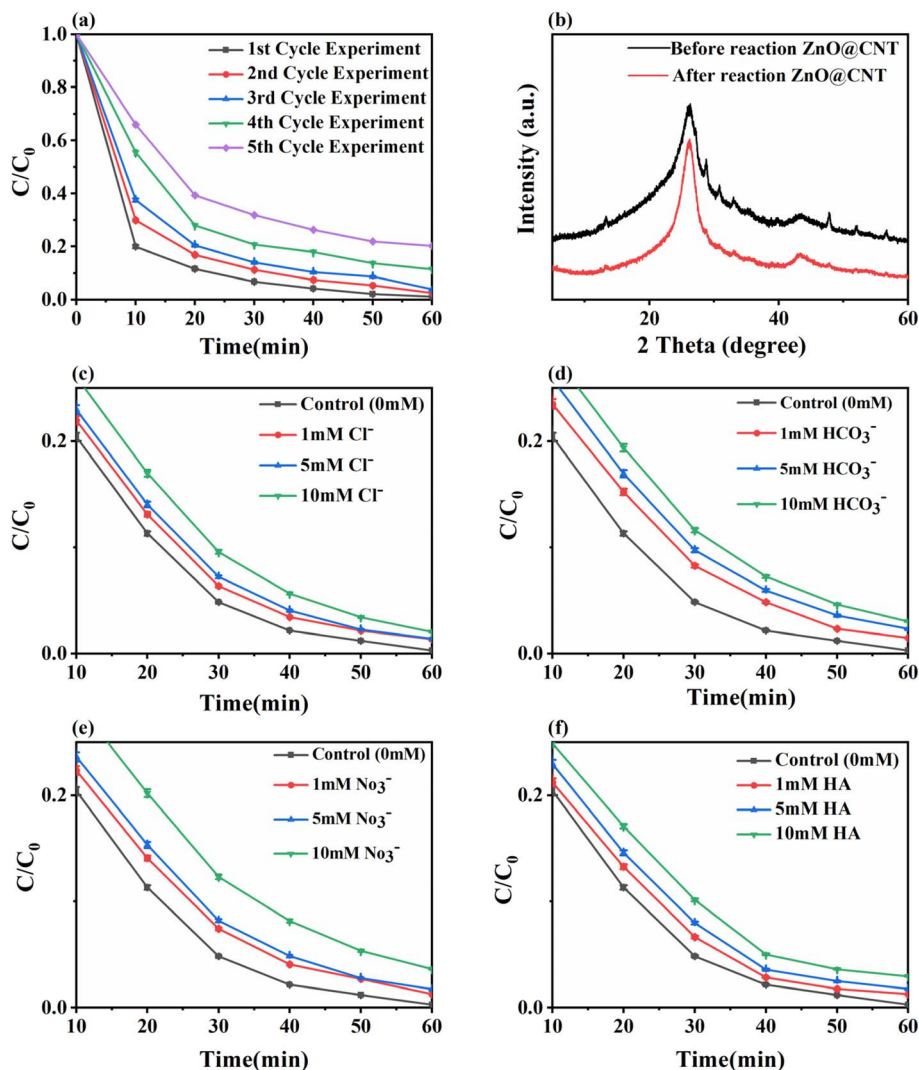 (a)
1st Cycle Experiment
2nd Cycle Experiment
3rd Cycle Experiment
4th Cycle Experiment
5th Cycle Experiment
C/C₀
1.0
0.8
0.6
0.4
0.2
0.0
0 10 20 30 40 50 60
Time(min)
(b)
Before reaction ZnO@CNT
After reaction ZnO@CNT
Intensity (a.u.)
20 40 60
2 Theta (degree)
(c)
Control (0mM)
1mM Cl⁻
5mM Cl⁻
10mM Cl⁻
C/C₀
0.2
0.0
10 20 30 40 50 60
Time(min)
(d)
Control (0mM)
1mM HCO₃⁻
5mM HCO₃⁻
10mM HCO₃⁻
C/C₀
0.2
0.0
10 20 30 40 50 60
Time(min)
(e)
Control (0mM)
1mM No₃⁻
5mM No₃⁻
10mM No₃⁻
C/C₀
0.2
0.0
10 20 30 40 50 60
Time(min)
(f)
Control (0mM)
1mM HA
5mM HA
10mM HA
C/C₀
0.2
0.0
10 20 30 40 50 60
Time(min)